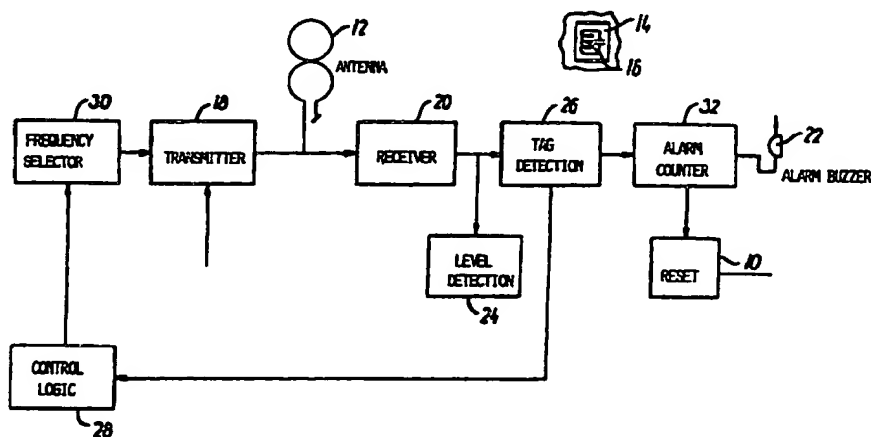 12
14
16
ANTENNA
30
18
20
26
32
22
FREQUENCY
SELECTOR
TRANSMITTER
RECEIVER
TAG
DETECTION
ALARM
COUNTER
ALARM BUZZER
LEVEL
DETECTION
24
RESET
10
CONTROL
LOGIC
28